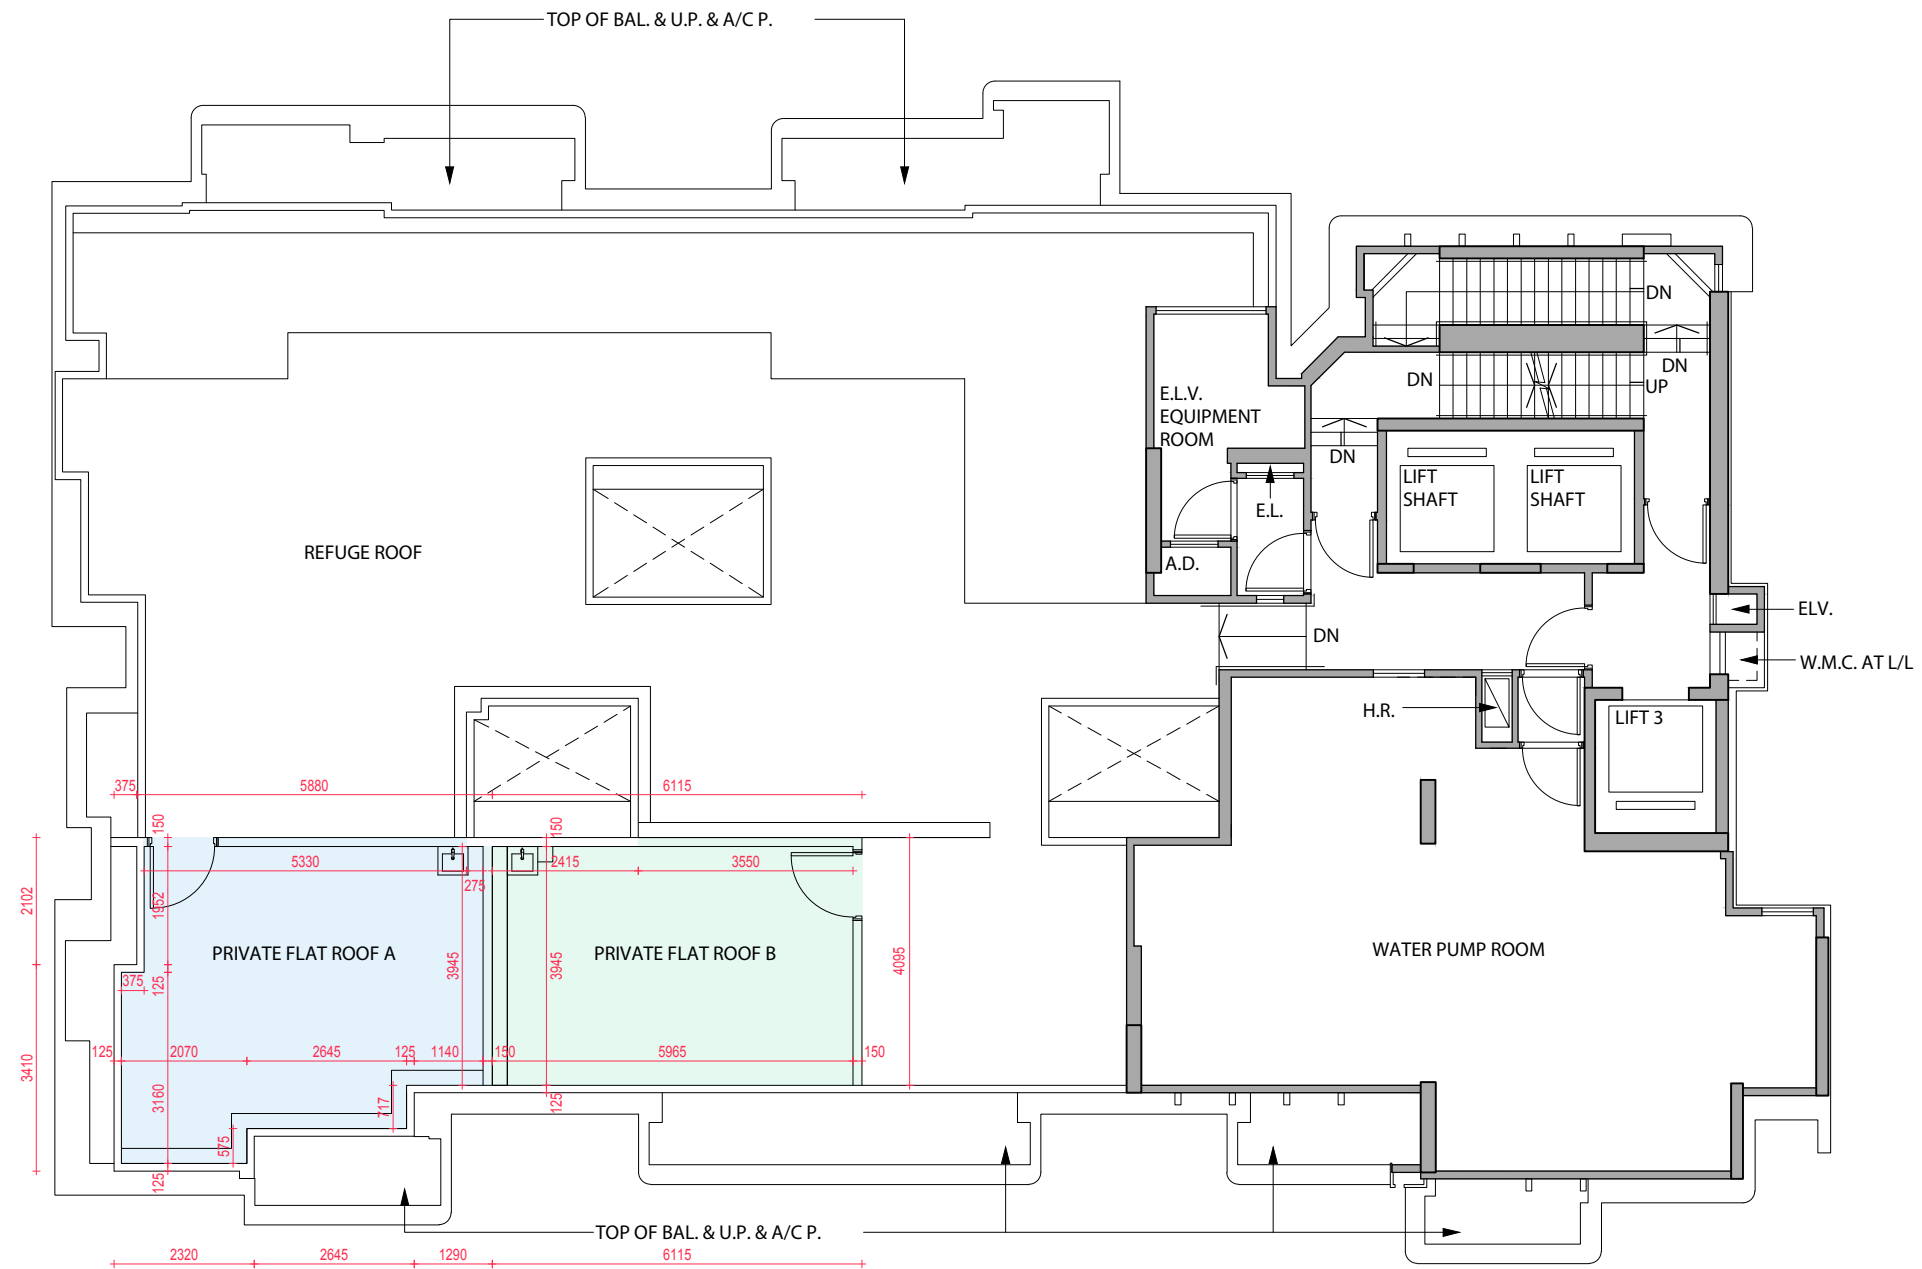 TOP OF BAL. & U.P. & A/C P.
DN
DN
DN
UP
E.L.V.
EQUIPMENT
ROOM
DN
LIFT
SHAFT
LIFT
SHAFT
E.L.
REFUGE ROOF
A.D.
ELV.
DN
W.M.C. AT L/L
H.R.
LIFT 3
375
5880
6115
150
150
5330
275
2415
3550
2102
1952
PRIVATE FLAT ROOF A
PRIVATE FLAT ROOF B
WATER PUMP ROOM
3945
3945
4095
375
125
125
2070
2645
125
1140
150
5965
150
3410
3160
717
125
575
125
TOP OF BAL. & U.P. & A/C P.
2320
2645
1290
6115